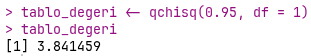 > tablo_degeri <- qchisq(0.95, df = 1)
> tablo_degeri
[1] 3.841459